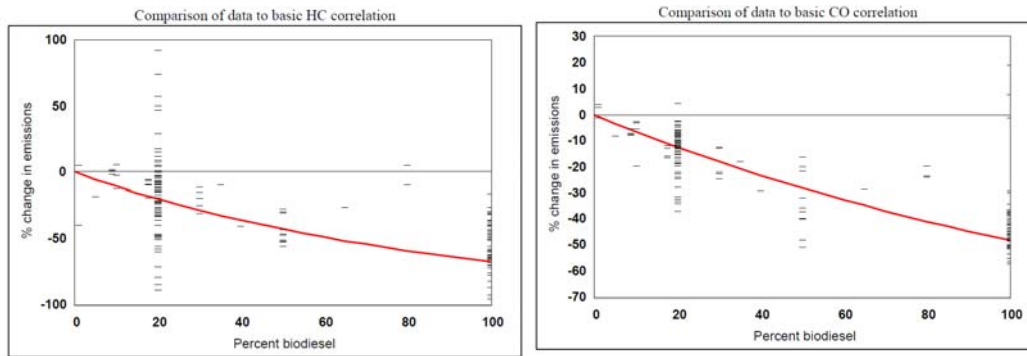 Comparison of data to basic HC correlation
100
50
0
-50
-100
% change in emissions
0 20 40 60 80 100
Percent biodiesel
Comparison of data to basic CO correlation
30
20
10
0
-10
-20
-30
-40
-50
-60
-70
% change in emissions
0 20 40 60 80 100
Percent biodiesel